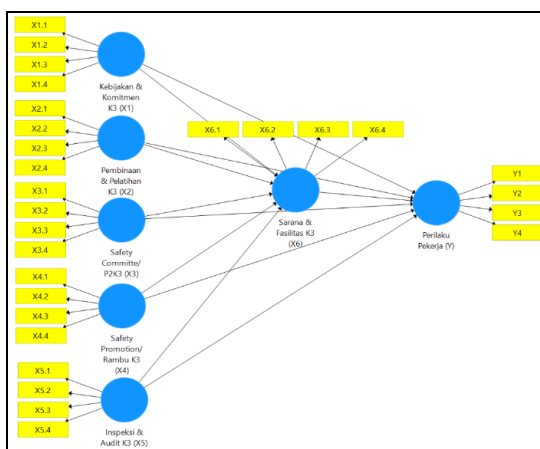 X1.1
X1.2
X1.3
X1.4
Kebijakan &
Komitmen
K3 (X1)
X2.1
X2.2
X2.3
X2.4
Pembinaan
& Pelatihan
K3 (X2)
X3.1
X3.2
X3.3
X3.4
Safety
Committe/
P2K3 (X3)
X4.1
X4.2
X4.3
X4.4
Safety
Promotion/
Rambu K3
(X4)
X5.1
X5.2
X5.3
X5.4
Inspeksi &
Audit K3 (X5)
X6.1
X6.2
X6.3
X6.4
Sarana &
Fasilitas K3
(X6)
Y1
Y2
Y3
Y4
Perilaku
Pekerja (Y)